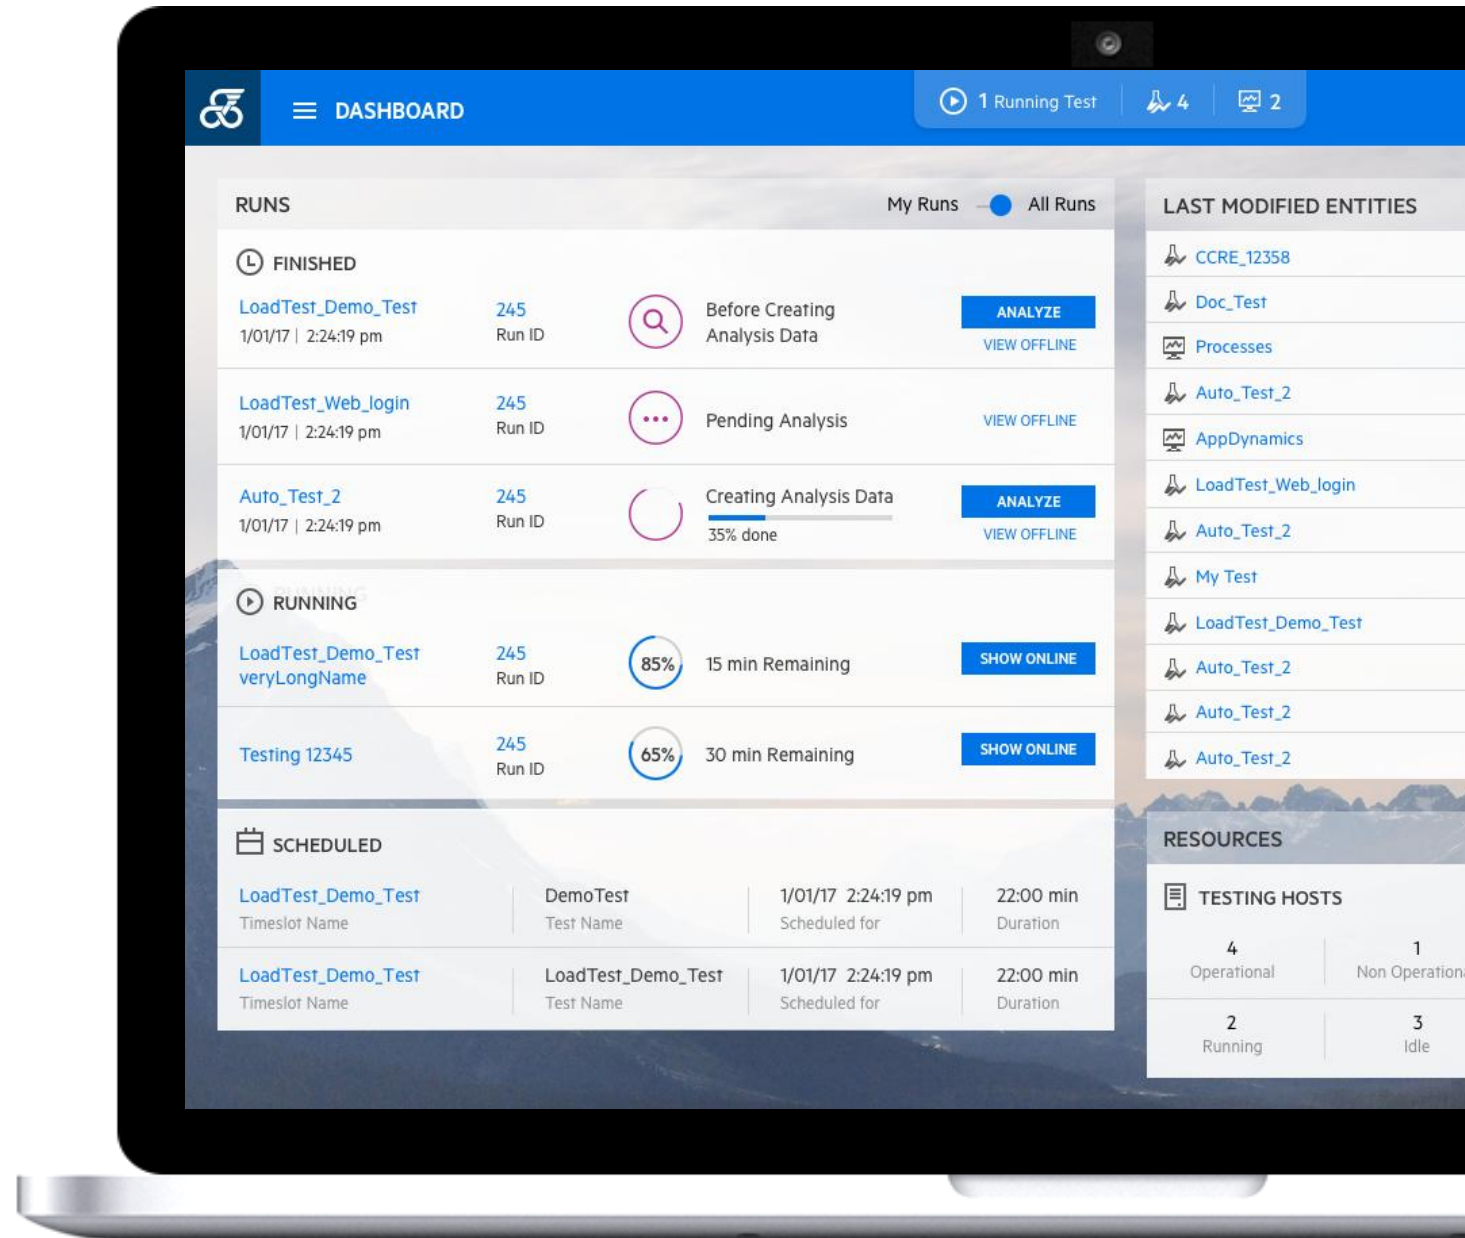 DASHBOARD
1 Running Test
4
2
RUNS
My Runs
All Runs
FINISHED
LoadTest_Demo_Test
1/01/17 | 2:24:19 pm
245
Run ID
Before Creating
Analysis Data
ANALYZE
VIEW OFFLINE
LoadTest_Web_login
1/01/17 | 2:24:19 pm
245
Run ID
Pending Analysis
VIEW OFFLINE
Auto_Test_2
1/01/17 | 2:24:19 pm
245
Run ID
Creating Analysis Data
35% done
ANALYZE
VIEW OFFLINE
RUNNING
LoadTest_Demo_Test
veryLongName
245
Run ID
85%
15 min Remaining
SHOW ONLINE
Testing 12345
245
Run ID
65%
30 min Remaining
SHOW ONLINE
SCHEDULED
LoadTest_Demo_Test
Timeslot Name
DemoTest
Test Name
1/01/17 2:24:19 pm
Scheduled for
22:00 min
Duration
LoadTest_Demo_Test
Timeslot Name
LoadTest_Demo_Test
Test Name
1/01/17 2:24:19 pm
Scheduled for
22:00 min
Duration
LAST MODIFIED ENTITIES
CCRE_12358
Doc_Test
Processes
Auto_Test_2
AppDynamics
LoadTest_Web_login
Auto_Test_2
My Test
LoadTest_Demo_Test
Auto_Test_2
Auto_Test_2
Auto_Test_2
RESOURCES
TESTING HOSTS
4
Operational
1
Non Operationa
2
Running
3
Idle